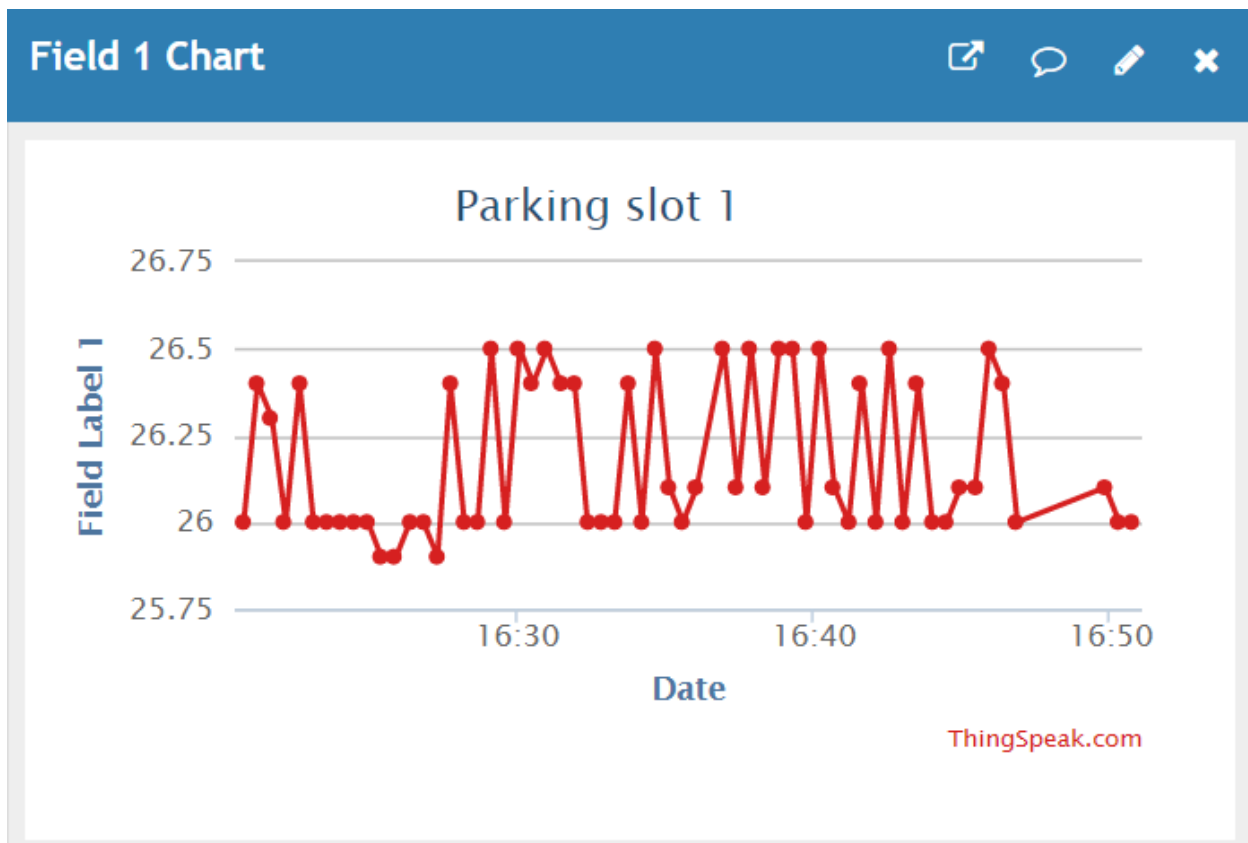 Field 1 Chart
Parking slot 1
26.75
26.5
26.25
26
25.75
Field Label 1
16:30 16:40 16:50
Date
ThingSpeak.com